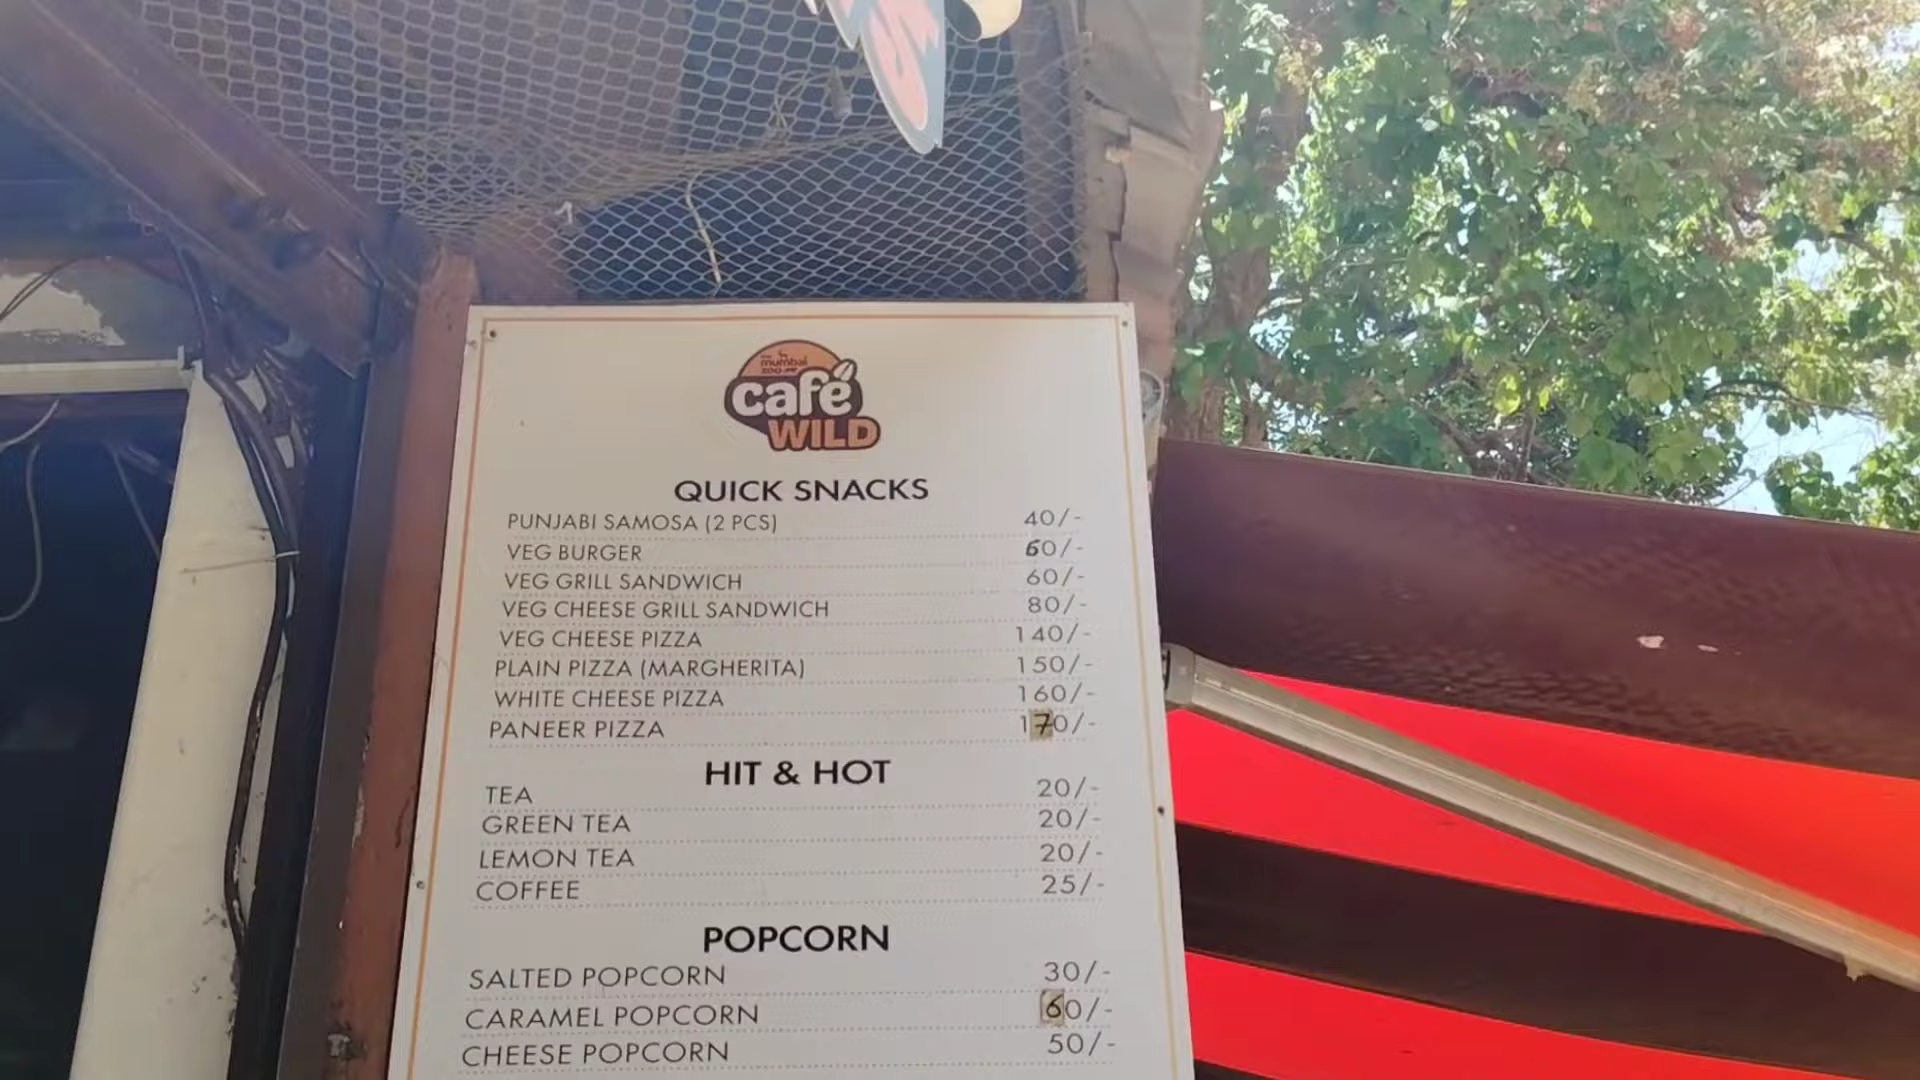 S
the
mumbai
zoo
café
WILD
QUICK SNACKS
PUNJABI SAMOSA (2 PCS) 40/-
VEG BURGER 60/-
VEG GRILL SANDWICH 60/-
VEG CHEESE GRILL SANDWICH 80/-
VEG CHEESE PIZZA 140/-
PLAIN PIZZA (MARGHERITA) 150/-
WHITE CHEESE PIZZA 160/-
PANEER PIZZA 170/-
HIT & HOT
TEA 20/-
GREEN TEA 20/-
LEMON TEA 20/-
COFFEE 25/-
POPCORN
SALTED POPCORN 30/-
CARAMEL POPCORN 60/-
CHEESE POPCORN 50/-